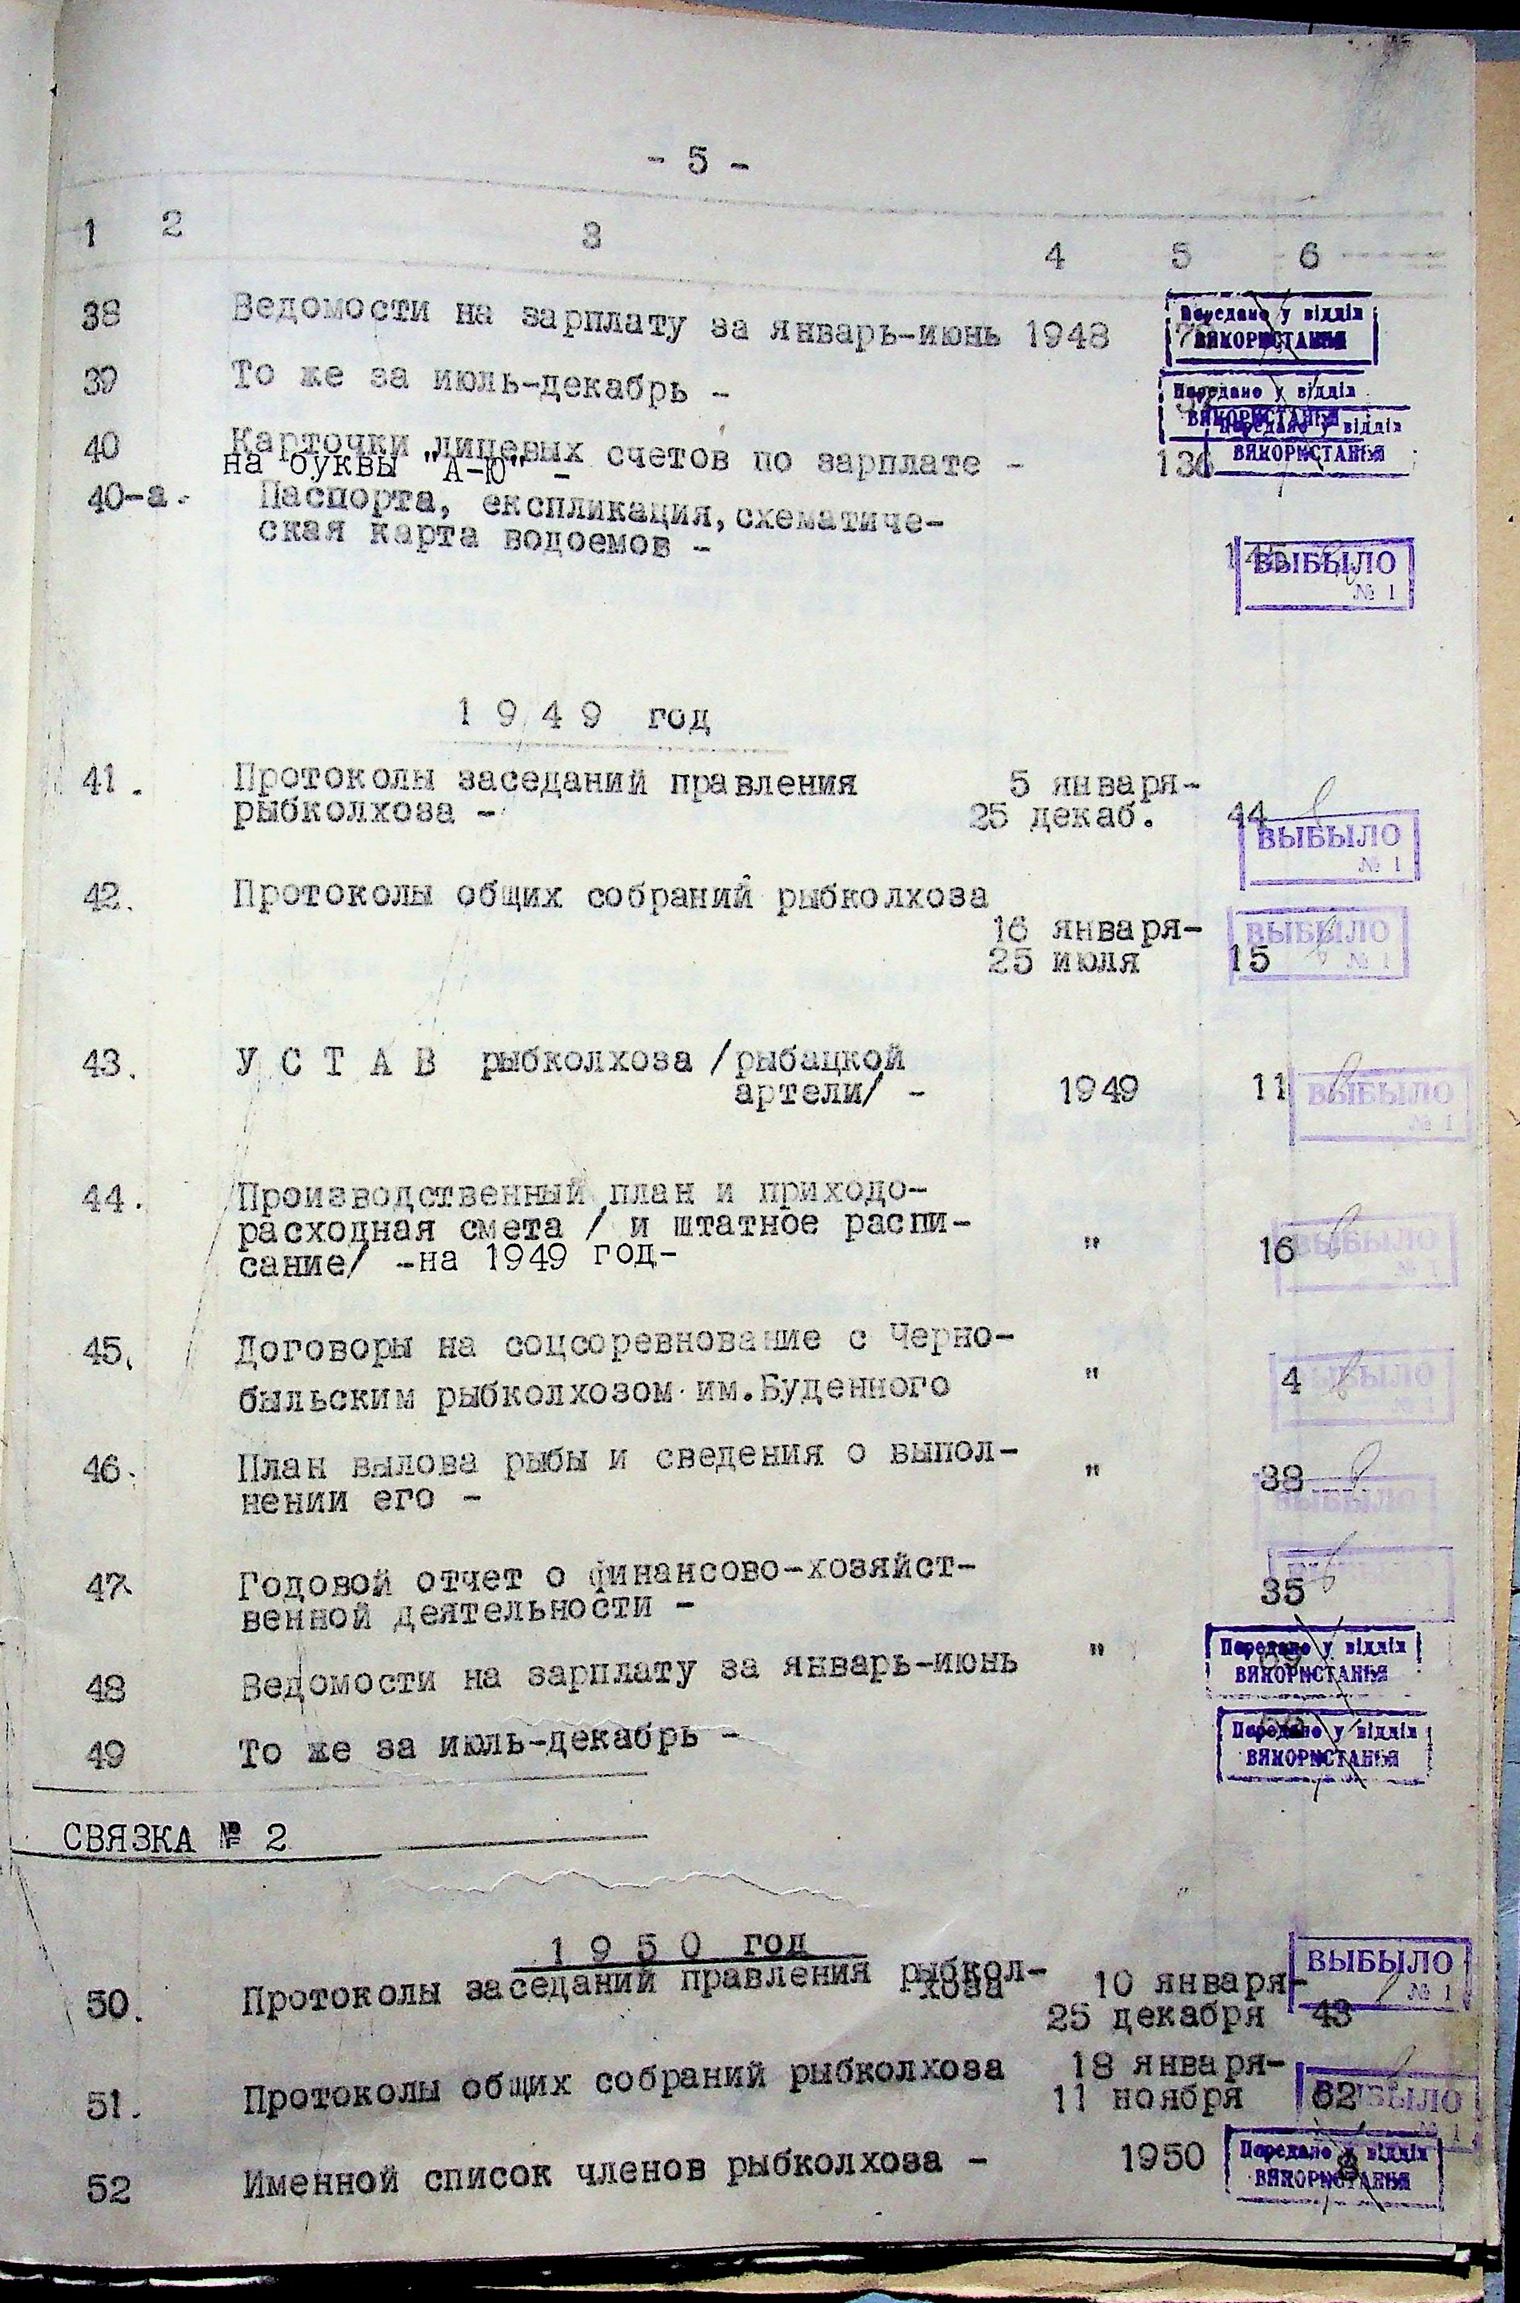 - 5 -
1 2 3 4 5 6
38 Ведомости на зарплату за январь-июнь 1948
Передано у відділ
ВИКОРИСТАННЯ
39 То же за июль-декабрь -
Передано у відділ
ВИКОРИСТАННЯ
40 Карточки лицевых счетов по зарплате - 136
на буквы "А-Ю" -
Передано у відділ
ВИКОРИСТАННЯ
40-а. Паспорта, експликация, схематиче-
ская карта водоемов -
ВЫБЫЛО
№ 1
1 9 4 9 год
41. Протоколы заседаний правления 5 января-
рыбколхоза - 25 декаб. 44
ВЫБЫЛО
№ 1
42. Протоколы общих собраний рыбколхоза
16 января-
25 июля 15
ВЫБЫЛО
№ 1
43. У С Т А В рыбколхоза /рыбацкой
артели/ - 1949 11
ВЫБЫЛО
№ 1
44. Производственный план и приходо-
расходная смета / и штатное распи-
сание/ -на 1949 год- " 16
ВЫБЫЛО
№ 1
45. Договоры на соцсоревнование с Черно-
быльским рыбколхозом им.Буденного " 4
ВЫБЫЛО
№ 1
46. План вылова рыбы и сведения о выпол-
нении его - " 38
ВЫБЫЛО
47. Годовой отчет о финансово-хозяйст-
венной деятельности - 35
48 Ведомости на зарплату за январь-июнь "
Передано у відділ
ВИКОРИСТАННЯ
49 То же за июль-декабрь -
Передано у відділ
ВИКОРИСТАННЯ
СВЯЗКА № 2
1 9 5 0 год
50. Протоколы заседаний правления рыбкол-
хоза 10 января-
25 декабря 43
ВЫБЫЛО
№ 1
51. Протоколы общих собраний рыбколхоза 18 января-
11 ноября 62
ВЫБЫЛО
№ 1
52 Именной список членов рыбколхоза - 1950 8
Передано у відділ
ВИКОРИСТАННЯ